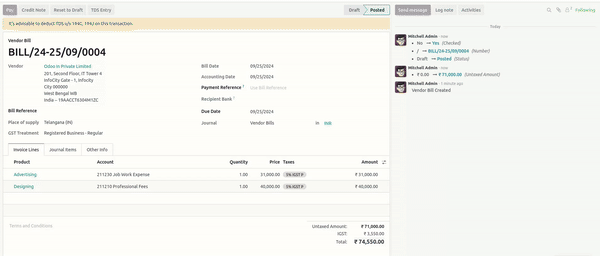 Pay Credit Note Reset to Draft TDS Entry Draft Posted Send message Log note Activities Following
It's advisable to deduct TDS u/s 194C, 194J on this transaction.
Today
Vendor Bill
BILL/24-25/09/0004
Vendor Odoo In Private Limited
201, Second Floor, IT Tower 4
InfoCity Gate - 1, Infocity
City 000000
West Bengal WB
Bill Date 09/25/2024
Accounting Date 09/25/2024
Payment Reference ? Use Bill Reference
Recipient Bank ?
Bill Reference
Due Date 09/25/2024
Place of supply Telangana (IN)
Journal Vendor Bills in INR
GST Treatment Registered Business - Regular
Mitchell Admin - now
No → Yes (Checked)
/ → BILL/24-25/09/0004 (Number)
Draft → Posted (Status)
Mitchell Admin - now
₹ 0.00 → ₹ 71,000.00 (Untaxed Amount)
Mitchell Admin - 1 minute ago
Vendor Bill Created
Invoice Lines Journal Items Other Info
Product Account Quantity Price Taxes Amount
Advertising 211230 Job Work Expense 1.00 31,000.00 5% IGST P ₹ 31,000.00
Designing 211210 Professional Fees 1.00 40,000.00 5% IGST P ₹ 40,000.00
Terms and Conditions
Untaxed Amount: ₹ 71,000.00
IGST: ₹ 3,550.00
Total: ₹ 74,550.00